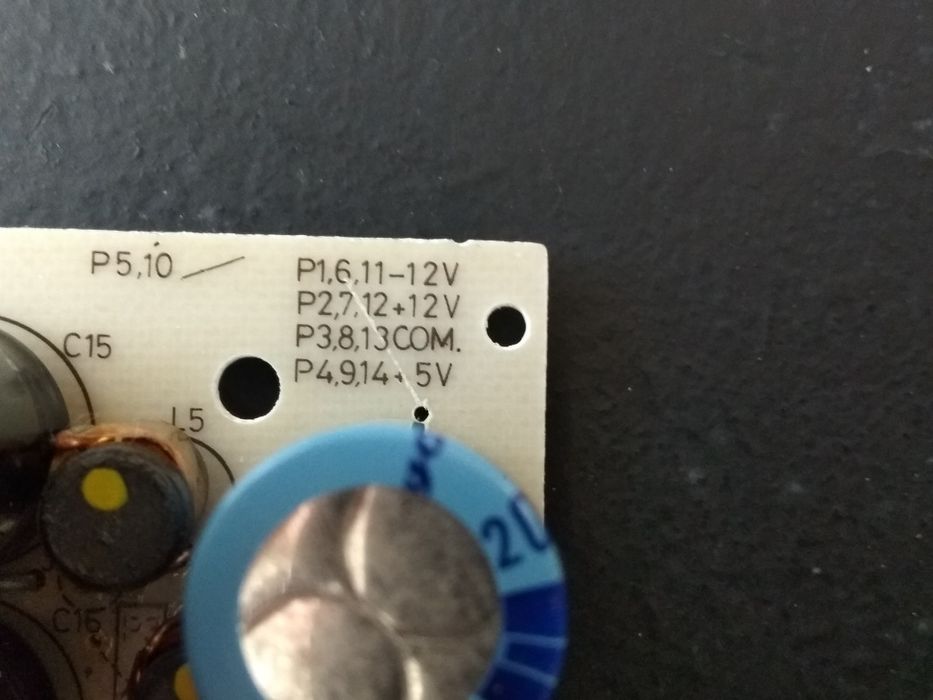 P5,10
P1,6,11-12V
P2,7,12+12V
P3,8,13COM.
P4,9,14+ 5V
C15
L5
C16